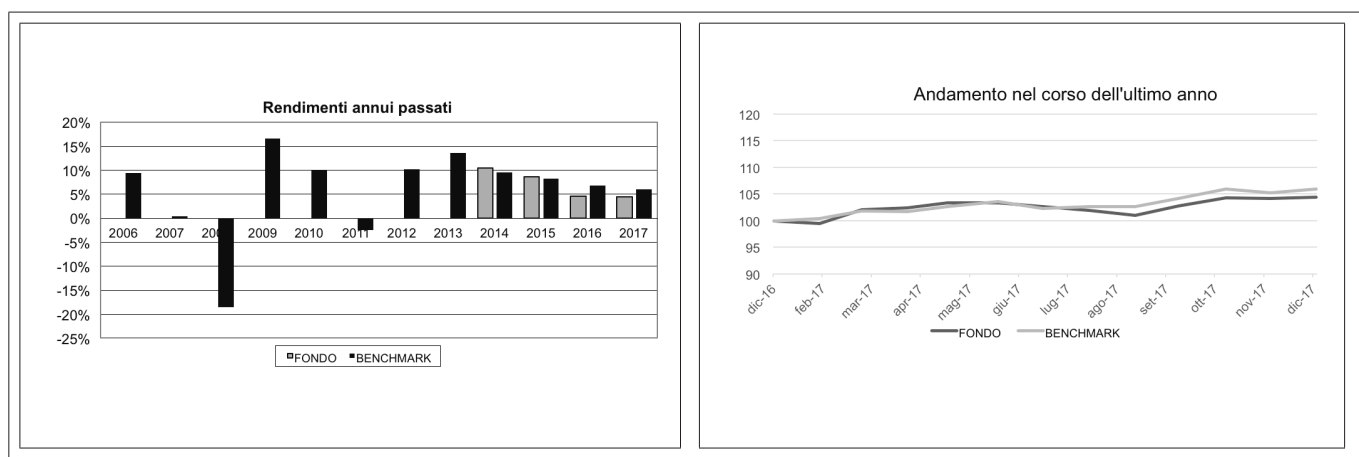 Rendimenti annui passati
20%
15%
10%
5%
0%
-5%
-10%
-15%
-20%
-25%
2006 2007 2009 2010 2011 2012 2013 2014 2015 2016 2017
FONDO BENCHMARK
Andamento nel corso dell'ultimo anno
120
115
110
105
100
95
90
dic-16 feb-17 mar-17 apr-17 mag-17 giu-17 lug-17 ago-17 set-17 ott-17 nov-17 dic-17
FONDO BENCHMARK